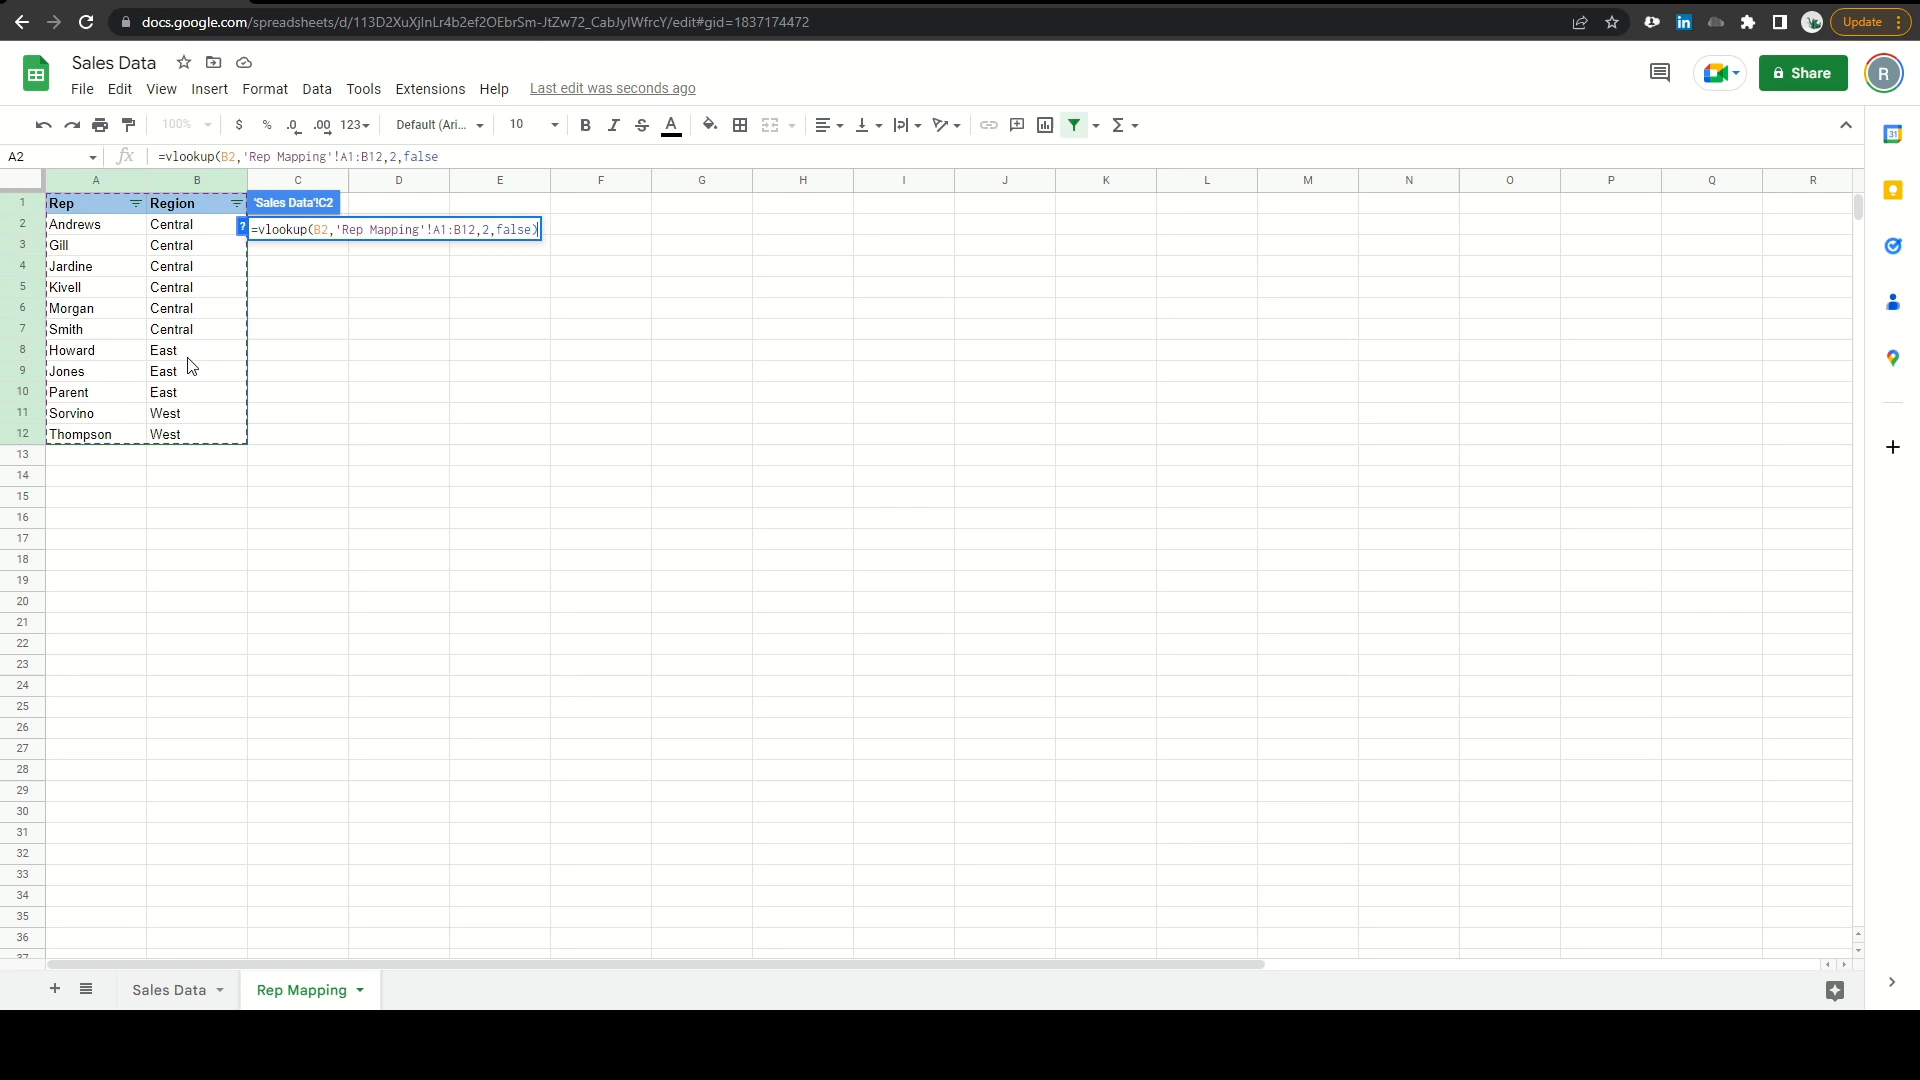 docs.google.com/spreadsheets/d/113D2XuXjlnLr4b2ef2OEbrSm-JtZw72_CabJyIWfrcY/edit#gid=1837174472
Update
Sales Data
File Edit View Insert Format Data Tools Extensions Help Last edit was seconds ago
Share
R
100% $ % .0 .00 123 Default (Ari... 10 B I S A
A2 fx =vlookup(B2,'Rep Mapping'!A1:B12,2,false
A B C D E F G H I J K L M N O P Q R
1 Rep Region 'Sales Data'!C2
2 Andrews Central ? =vlookup(B2,'Rep Mapping'!A1:B12,2,false)
3 Gill Central
4 Jardine Central
5 Kivell Central
6 Morgan Central
7 Smith Central
8 Howard East
9 Jones East
10 Parent East
11 Sorvino West
12 Thompson West
13
14
15
16
17
18
19
20
21
22
23
24
25
26
27
28
29
30
31
32
33
34
35
36
37
Sales Data Rep Mapping
31